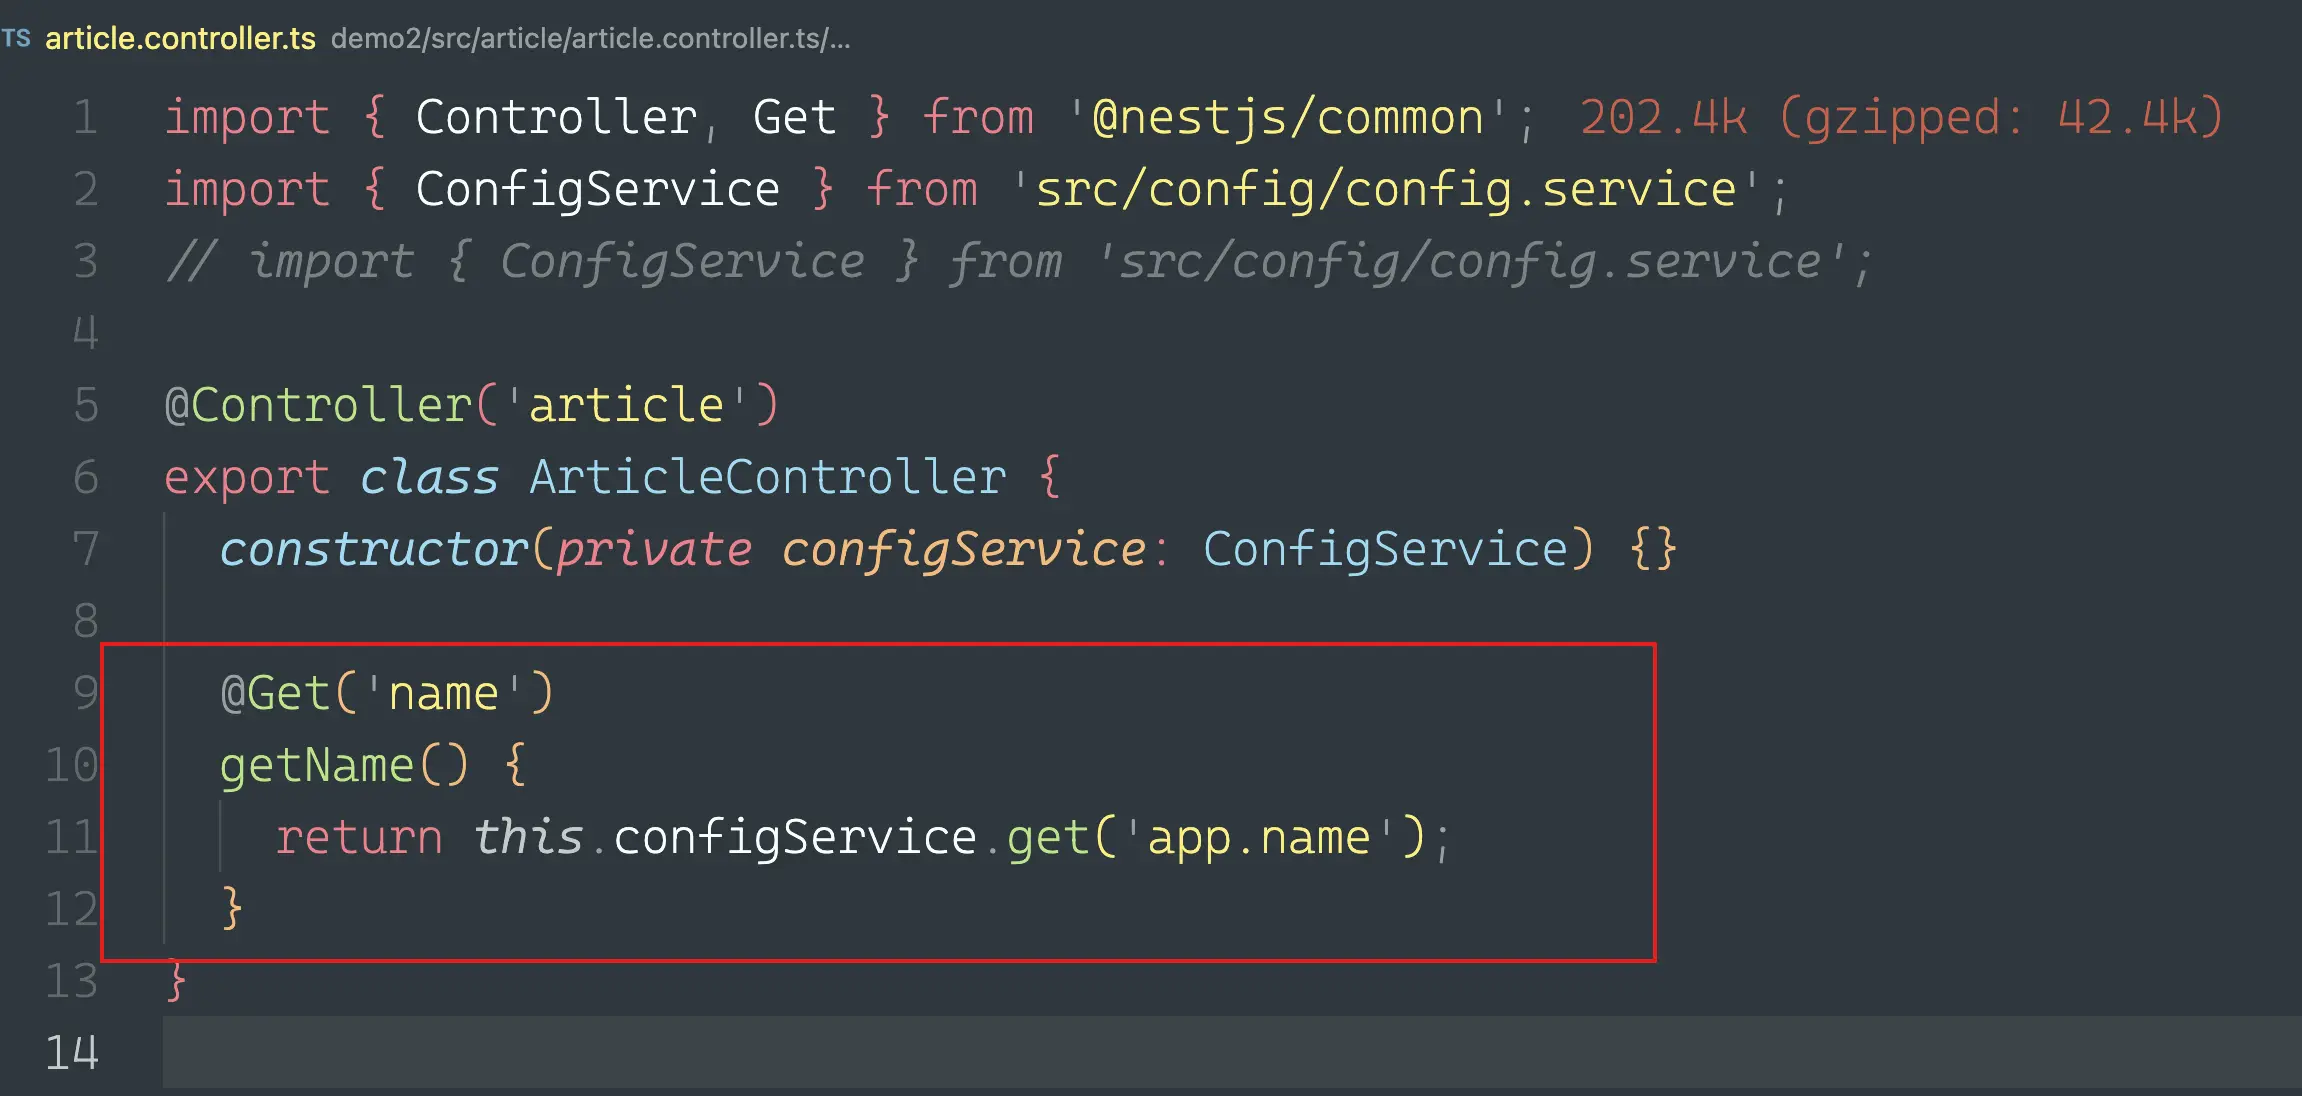 TS article.controller.ts demo2/src/article/article.controller.ts/...
1 import { Controller, Get } from '@nestjs/common'; 202.4k (gzipped: 42.4k)
2 import { ConfigService } from 'src/config/config.service';
3 // import { ConfigService } from 'src/config/config.service';
4
5 @Controller('article')
6 export class ArticleController {
7 constructor(private configService: ConfigService) {}
8
9 @Get('name')
10 getName() {
11 return this.configService.get('app.name');
12 }
13 }
14